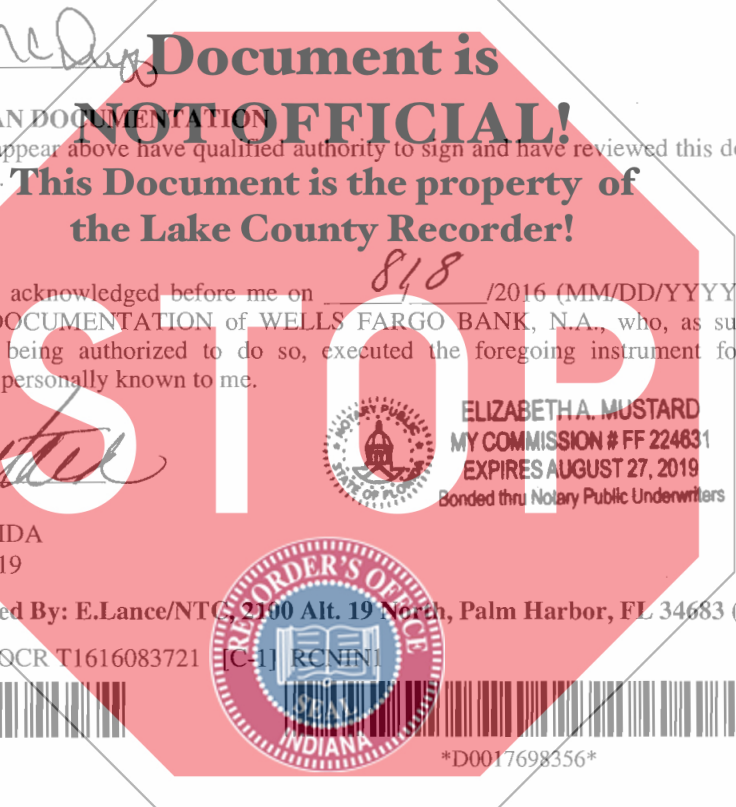 Document is
AN DOCUMENTATION
NOT OFFICIAL!
appear above have qualified authority to sign and have reviewed this d
This Document is the property of
the Lake County Recorder!
acknowledged before me on 8/8 /2016 (MM/DD/YYYY
DOCUMENTATION of WELLS FARGO BANK, N.A., who, as su
being authorized to do so, executed the foregoing instrument fo
personally known to me.
STOP
NOTARY PUBLIC
STATE OF FLORIDA
ELIZABETH A. MUSTARD
MY COMMISSION # FF 224631
EXPIRES AUGUST 27, 2019
Bonded thru Notary Public Underwriters
IDA
19
ed By: E.Lance/NTC, 2100 Alt. 19 North, Palm Harbor, FL 34683 (
OCR T1616083721 [C-1] RCNIN1
RECORDER'S OFFICE
SEAL
INDIANA
*D0017698356*